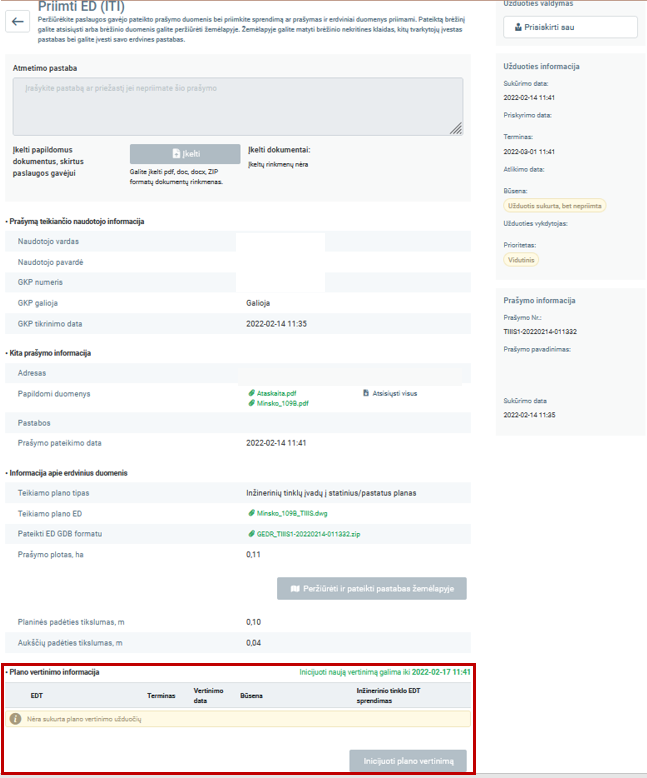 Priimti ED (ITI)
Peržiūrėkite paslaugos gavėjo pateikto prašymo duomenis bei priimkite sprendimą ar prašymas ir erdviniai duomenys priimami. Pateiktą brėžinį
galite atsisiųsti arba brėžinio duomenis galite peržiūrėti žemėlapyje. Žemėlapyje galite matyti brėžinio nekritines klaidas, kitų tvarkytojų įvestas
pastabas bei galite įvesti savo erdvines pastabas.
Atmetimo pastaba
Įrašykite pastabą ar priežastį jei nepriimate šio prašymo
Įkelti papildomus
dokumentus, skirtus
paslaugos gavėjui
Įkelti
Galite įkelti pdf, doc, docx, ZIP
formatų dokumentų rinkmenas.
Įkelti dokumentai:
Įkeltų rinkmenų nėra
• Prašymą teikiančio naudotojo informacija
Naudotojo vardas
Naudotojo pavardė
GKP numeris
GKP galioja Galioja
GKP tikrinimo data 2022-02-14 11:35
• Kita prašymo informacija
Adresas
Papildomi duomenys Ataskaita.pdf Atsisiųsti visus
Minsko_109B.pdf
Pastabos
Prašymo pateikimo data 2022-02-14 11:41
• Informacija apie erdvinius duomenis
Teikiamo plano tipas Inžinerinių tinklų įvadų į statinius/pastatus planas
Teikiamo plano ED Minsko_109B_TIIIS.dwg
Pateikti ED GDB formatu GEDR_TIIIS1-20220214-011332.zip
Prašymo plotas, ha 0,11
Peržiūrėti ir pateikti pastabas žemėlapyje
Planinės padėties tikslumas, m 0,10
Aukščių padėties tikslumas, m 0,04
• Plano vertinimo informacija Inicijuoti naują vertinimą galima iki 2022-02-17 11:41
EDT Terminas Vertinimo data Būsena Inžinerinio tinklo EDT sprendimas
Nėra sukurta plano vertinimo užduočių
Inicijuoti plano vertinimą
Užduoties valdymas
Prisiskirti sau
Užduoties informacija
Sukūrimo data:
2022-02-14 11:41
Priskyrimo data:
Terminas:
2022-03-01 11:41
Atlikimo data:
Būsena:
Užduotis sukurta, bet nepriimta
Užduoties vykdytojas:
Prioritetas:
Vidutinis
Prašymo informacija
Prašymo Nr.:
TIIIS1-20220214-011332
Prašymo pavadinimas:
Sukūrimo data
2022-02-14 11:35